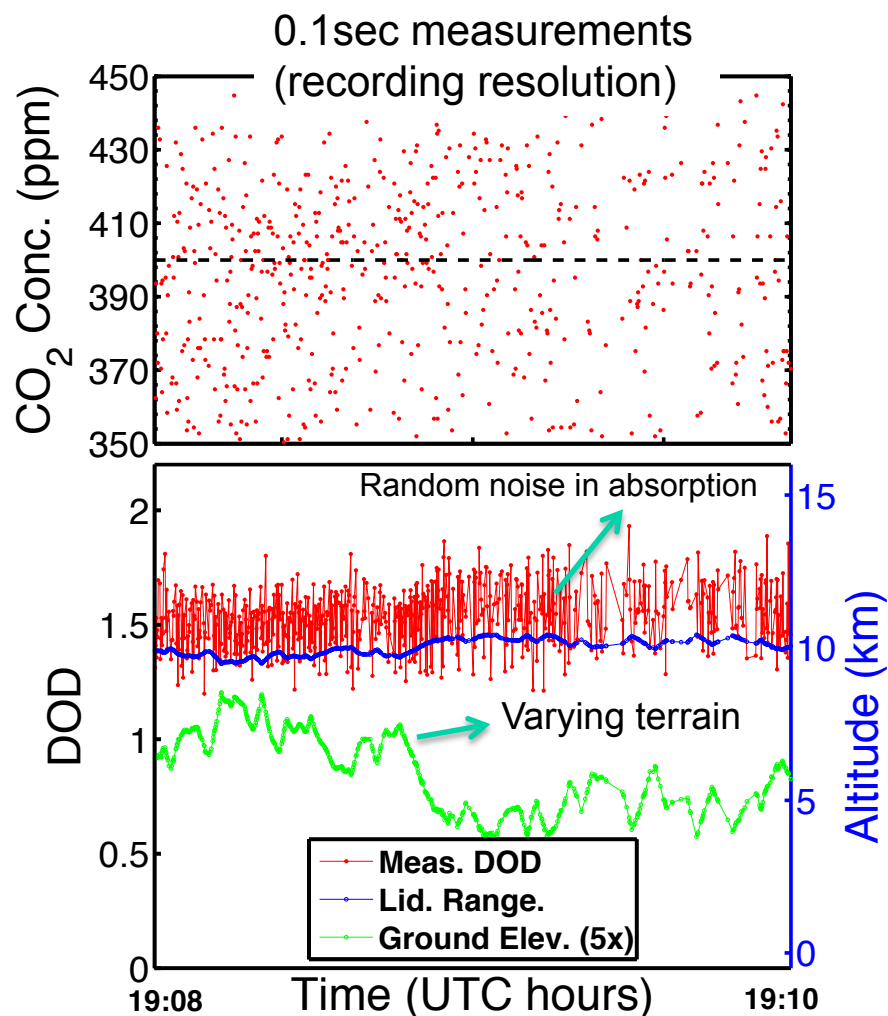 0.1sec measurements
(recording resolution)
CO2 Conc. (ppm)
450
430
410
390
370
350
Random noise in absorption
Varying terrain
DOD
2
1.5
1
0.5
0
Altitude (km)
15
10
5
0
Meas. DOD
Lid. Range.
Ground Elev. (5x)
19:08
Time (UTC hours)
19:10